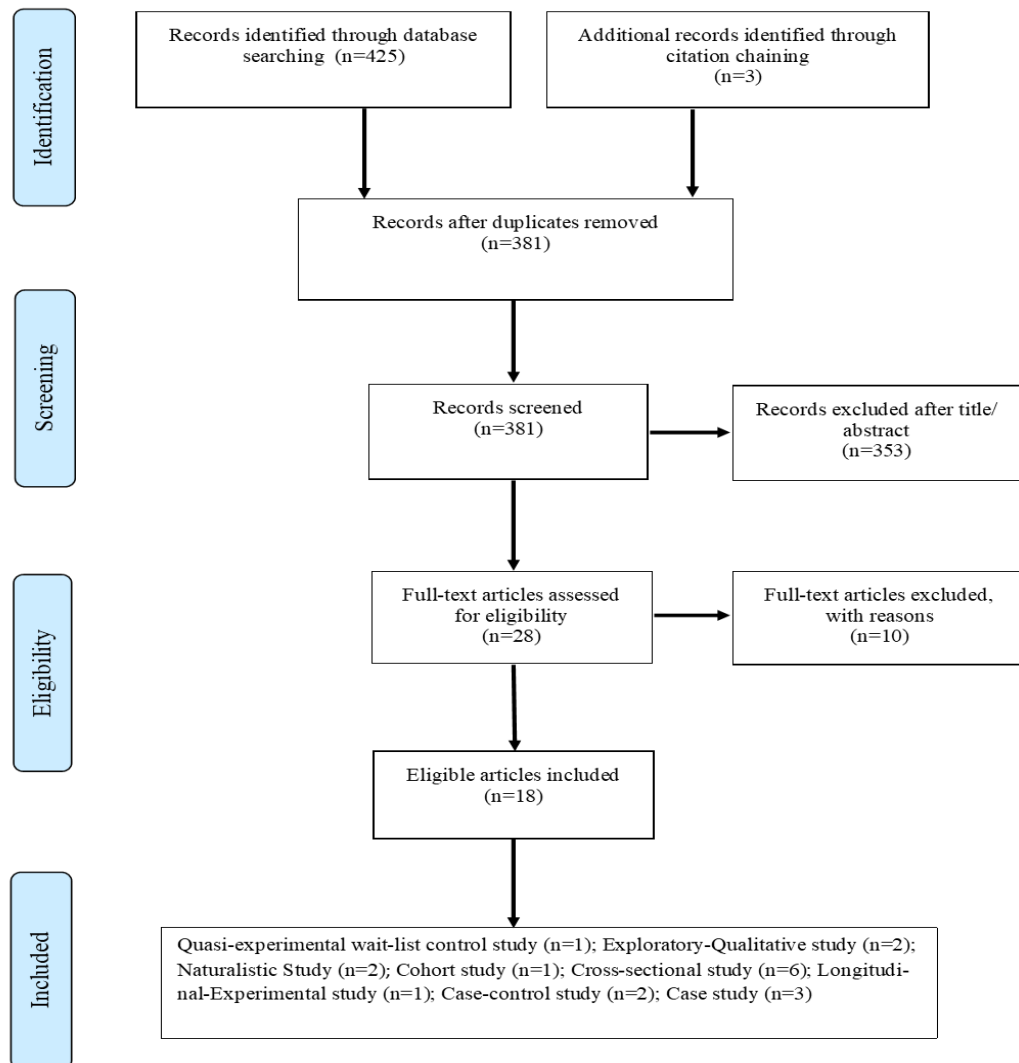 Identification
Records identified through database
searching (n=425)
Additional records identified through
citation chaining
(n=3)
Records after duplicates removed
(n=381)
Screening
Records screened
(n=381)
Records excluded after title/
abstract
(n=353)
Eligibility
Full-text articles assessed
for eligibility
(n=28)
Full-text articles excluded,
with reasons
(n=10)
Eligible articles included
(n=18)
Included
Quasi-experimental wait-list control study (n=1); Exploratory-Qualitative study (n=2);
Naturalistic Study (n=2); Cohort study (n=1); Cross-sectional study (n=6); Longitudi-
nal-Experimental study (n=1); Case-control study (n=2); Case study (n=3)